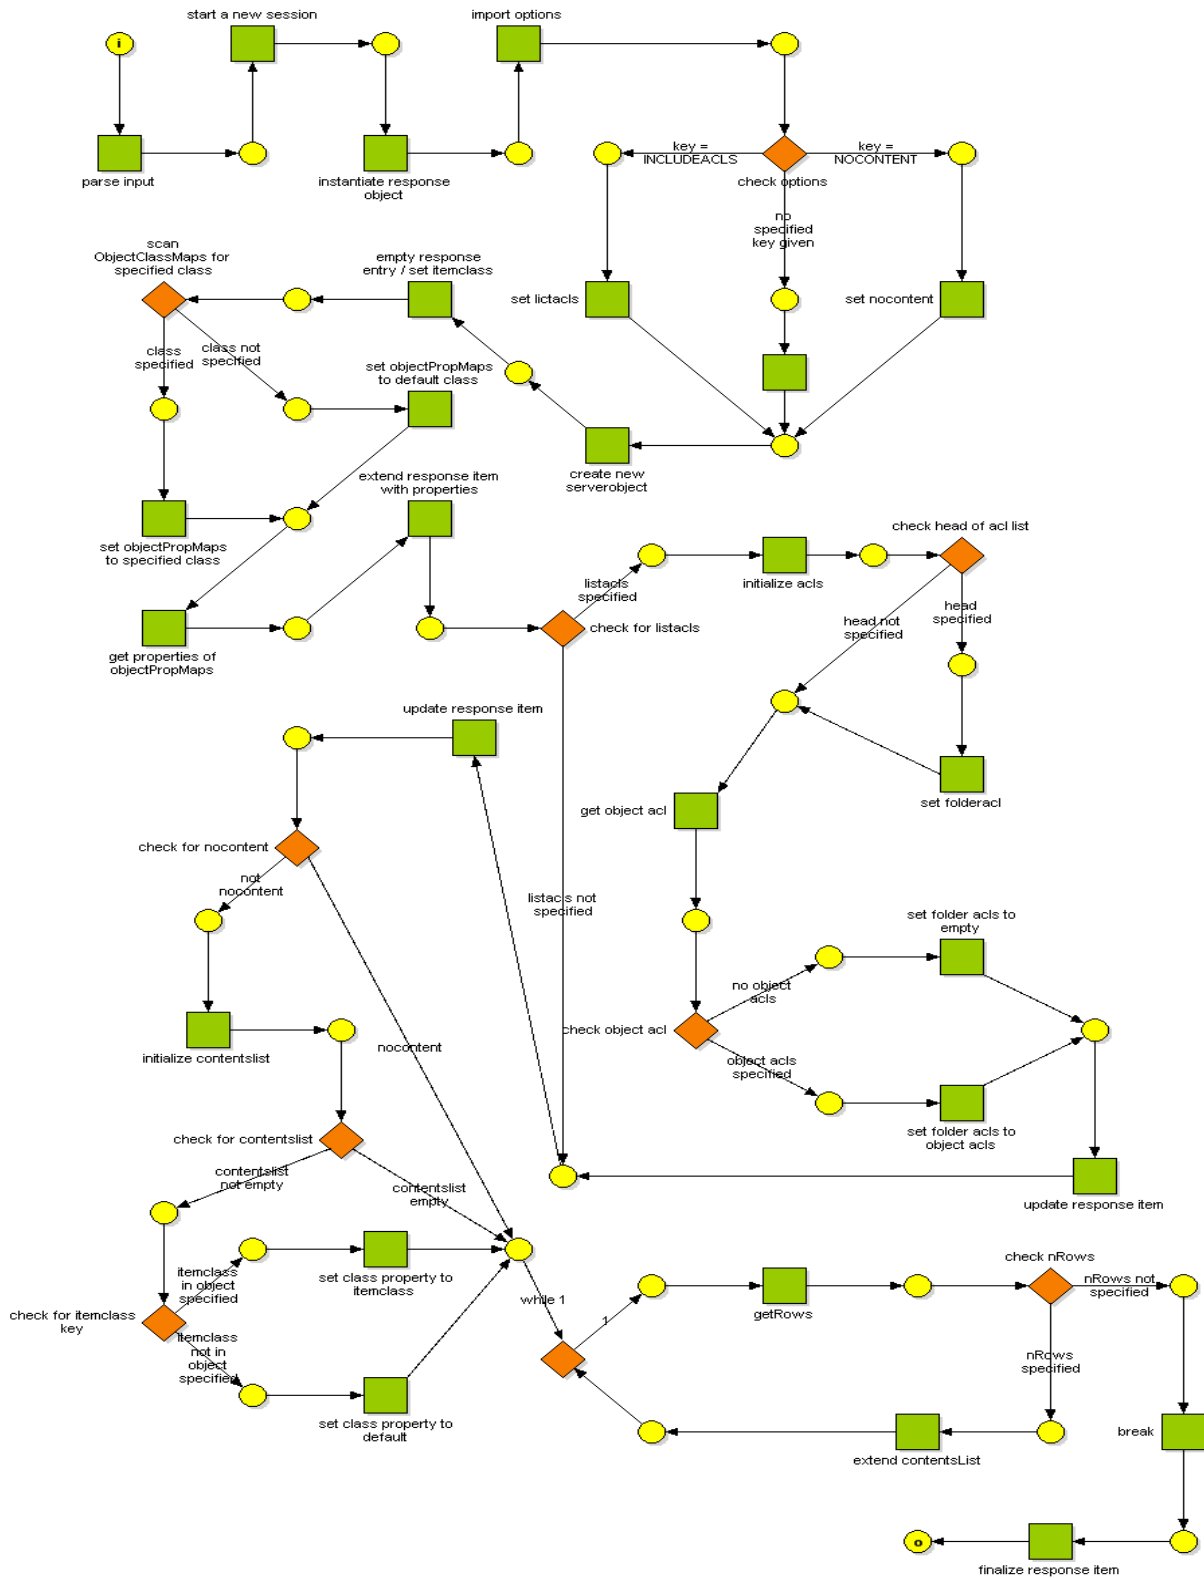 start a new session
import options
i
parse input
instantiate response
object
key =
INCLUDEACLS
key =
NOCONTENT
check options
no
specified
key given
scan
ObjectClassMaps for
specified class
empty response
entry / set itemclass
set lictacls
set nocontent
class
specified
class not
specified
set objectPropMaps
to default class
create new
serverobject
extend response item
with properties
set objectPropMaps
to specified class
check head of acl list
initialize acls
listacls
specified
check for listacls
head not
specified
head
specified
get properties of
objectPropMaps
update response item
set folderacl
get object acl
check for nocontent
not
nocontent
listacls not
specified
set folder acls to
empty
no object
acls
check object acl
object acls
specified
initialize contentslist
nocontent
set folder acls to
object acls
check for contentslist
contentslist
not empty
contentslist
empty
update response item
itemclass
in object
specified
set class property to
itemclass
check for itemclass
key
itemclass
not in
object
specified
set class property to
default
while 1
1
getRows
check nRows
nRows not
specified
nRows
specified
extend contentsList
break
o
finalize response item